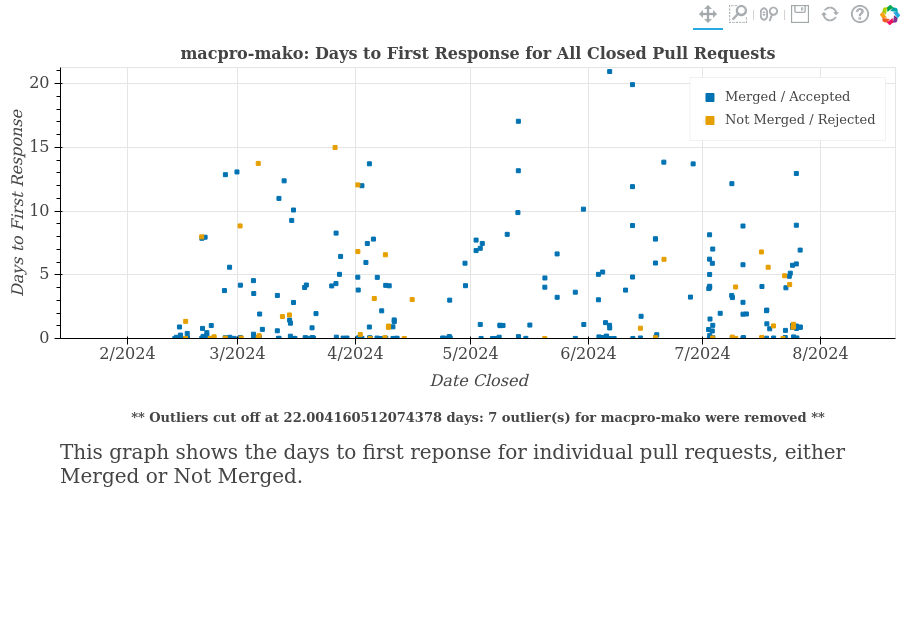 macpro-mako: Days to First Response for All Closed Pull Requests
20
15
10
5
0
Days to First Response
Merged / Accepted
Not Merged / Rejected
2/2024
3/2024
4/2024
5/2024
6/2024
7/2024
8/2024
Date Closed
** Outliers cut off at 22.004160512074378 days: 7 outlier(s) for macpro-mako were removed **
This graph shows the days to first reponse for individual pull requests, either
Merged or Not Merged.